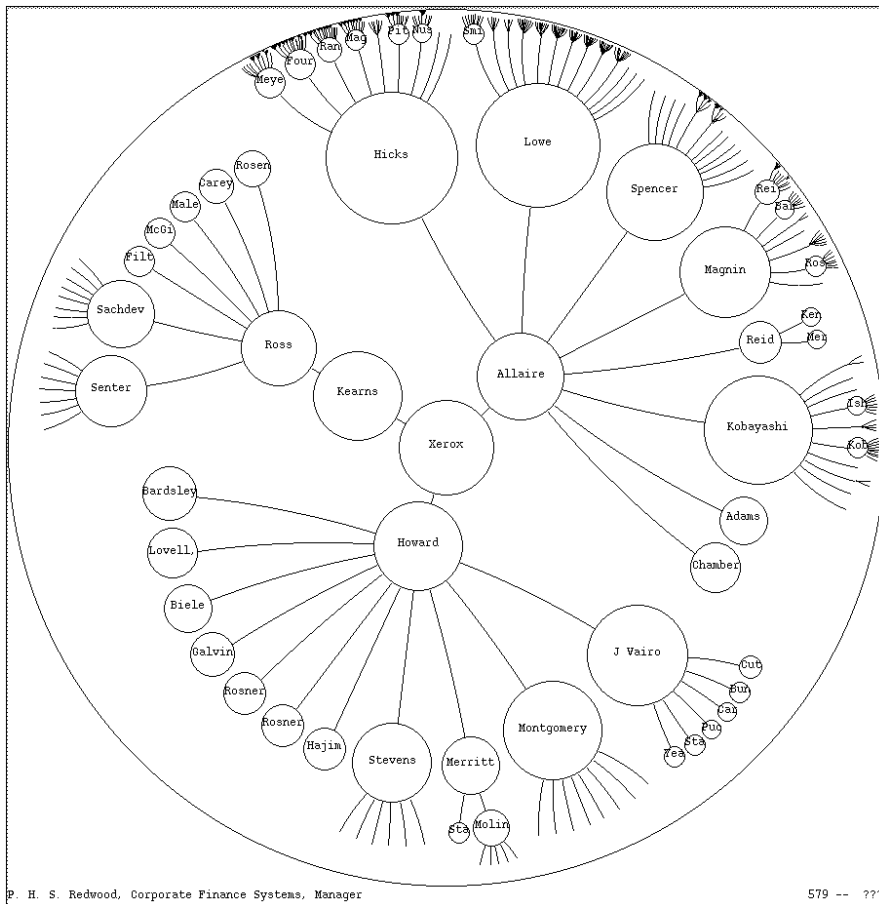 Smi
Pit
Nus
Mag
Ran
Four
Meye
Lowe
Hicks
Rosen
Carey
Spencer
Rei
Male
Bar
McGi
Filt
Ros
Magnin
Sachdev
Ken
Ross
Reid
Mer
Allaire
Senter
Kearns
Ish
Kobayashi
Xerox
Kob
Bardsley
Adams
Howard
Lovell,
Chamber
Biele
Galvin
J Vairo
Cut
Rosner
Bun
Car
Rosner
Montgomery
Puc
Hajim
Sta
Yea
Stevens
Merritt
Molin
Sta
P. H. S. Redwood, Corporate Finance Systems, Manager
579 -- ???